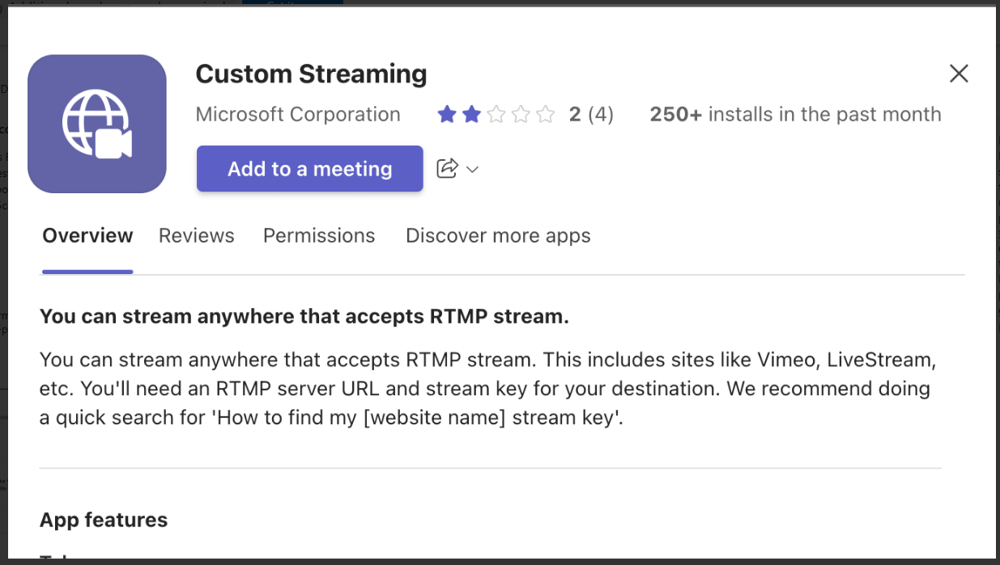 Custom Streaming
Microsoft Corporation 2 (4) 250+ installs in the past month
Add to a meeting
Overview Reviews Permissions Discover more apps
You can stream anywhere that accepts RTMP stream.
You can stream anywhere that accepts RTMP stream. This includes sites like Vimeo, LiveStream,
etc. You'll need an RTMP server URL and stream key for your destination. We recommend doing
a quick search for 'How to find my [website name] stream key'.
App features